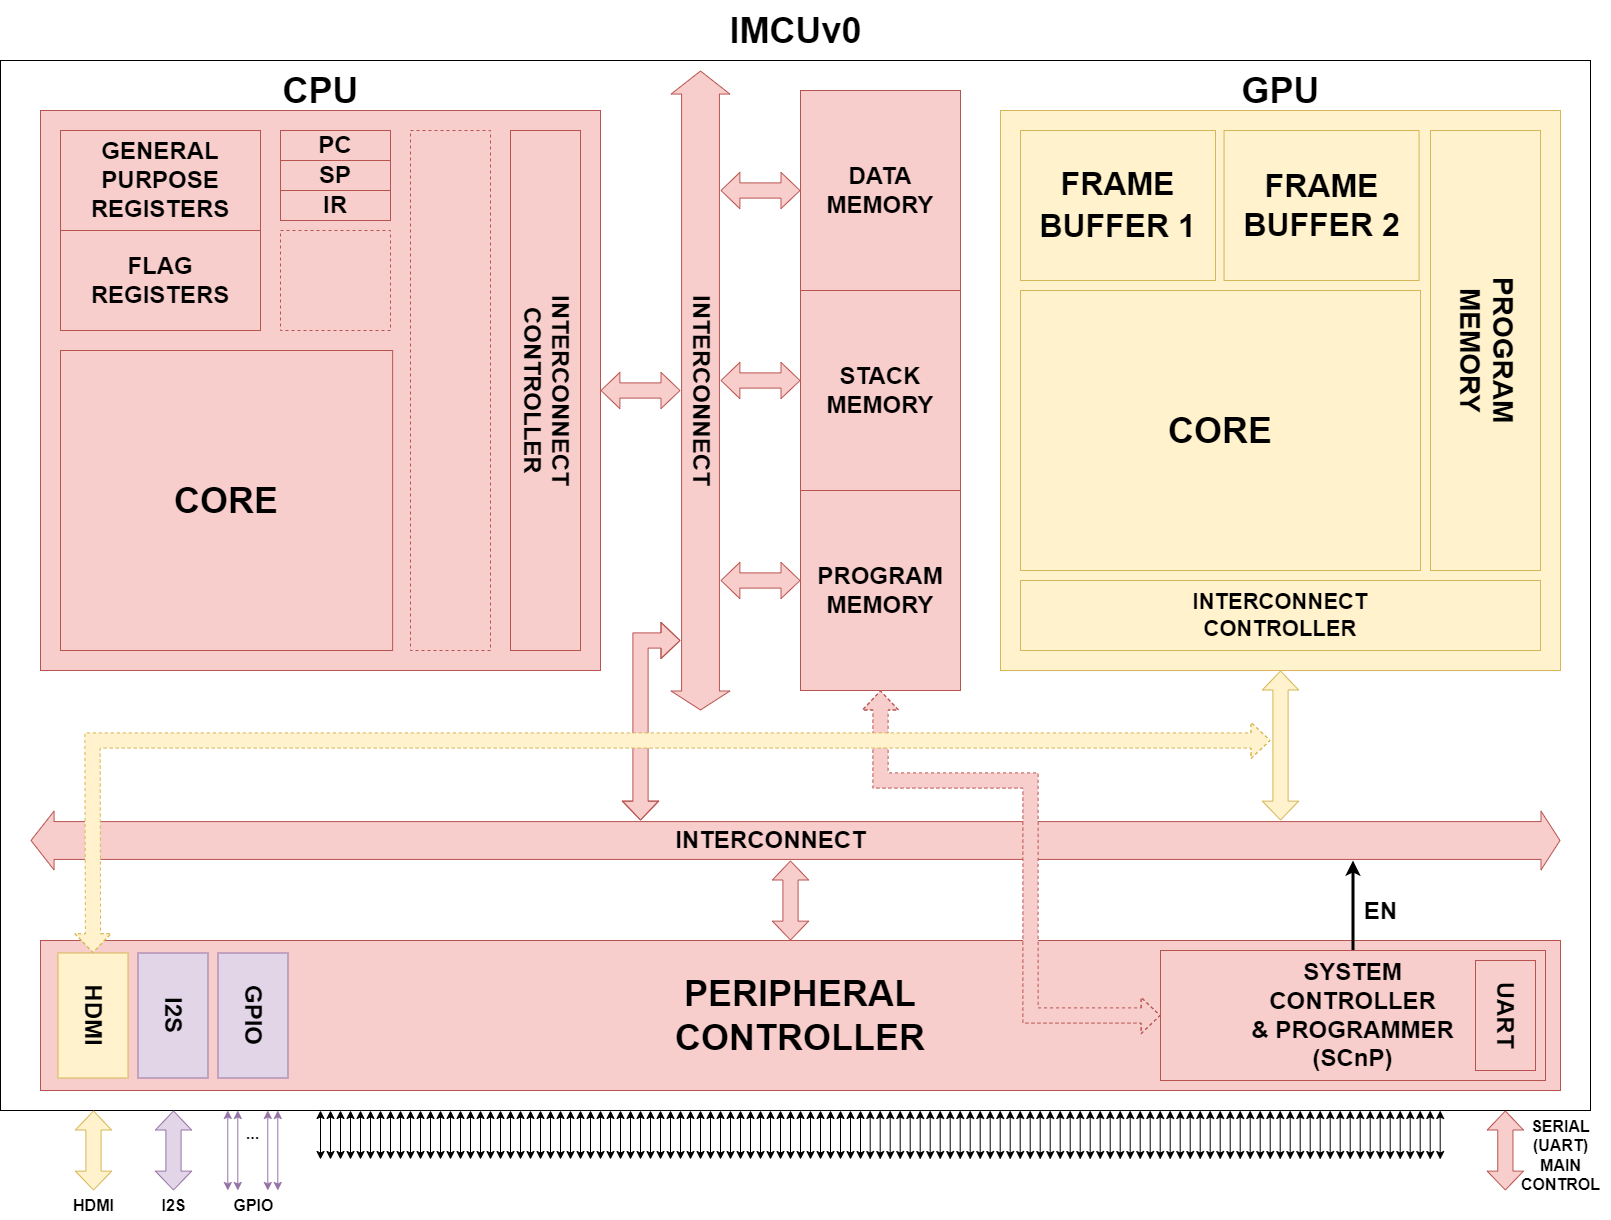 IMCUv0
CPU
GENERAL
PURPOSE
REGISTERS
FLAG
REGISTERS
PC
SP
IR
CORE
INTERCONNECT
CONTROLLER
INTERCONNECT
DATA
MEMORY
STACK
MEMORY
PROGRAM
MEMORY
GPU
FRAME
BUFFER 1
FRAME
BUFFER 2
PROGRAM
MEMORY
CORE
INTERCONNECT
CONTROLLER
INTERCONNECT
EN
HDMI
I2S
GPIO
PERIPHERAL
CONTROLLER
SYSTEM
CONTROLLER
& PROGRAMMER
(SCnP)
UART
HDMI
I2S
...
GPIO
SERIAL
(UART)
MAIN
CONTROL